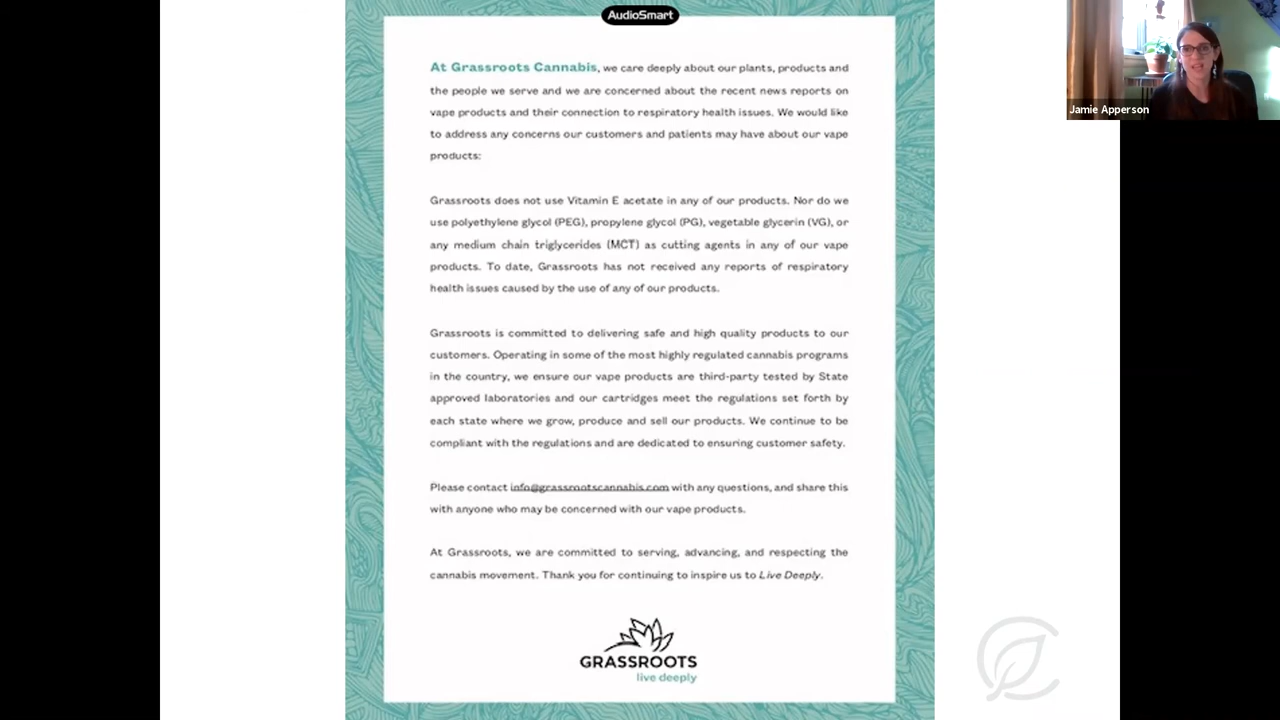 AudioSmart
At Grassroots Cannabis, we care deeply about our plants, products and
the people we serve and we are concerned about the recent news reports on
vape products and their connection to respiratory health issues. We would like
to address any concerns our customers and patients may have about our vape
products:
Grassroots does not use Vitamin E acetate in any of our products. Nor do we
use polyethylene glycol (PEG), propylene glycol (PG), vegetable glycerin (VG), or
any medium chain triglycerides (MCT) as cutting agents in any of our vape
products. To date, Grassroots has not received any reports of respiratory
health issues caused by the use of any of our products.
Grassroots is committed to delivering safe and high quality products to our
customers. Operating in some of the most highly regulated cannabis programs
in the country, we ensure our vape products are third-party tested by State
approved laboratories and our cartridges meet the regulations set forth by
each state where we grow, produce and sell our products. We continue to be
compliant with the regulations and are dedicated to ensuring customer safety.
Please contact info@grassrootscannabis.com with any questions, and share this
with anyone who may be concerned with our vape products.
At Grassroots, we are committed to serving, advancing, and respecting the
cannabis movement. Thank you for continuing to inspire us to Live Deeply.
GRASSROOTS
live deeply
Jamie Apperson